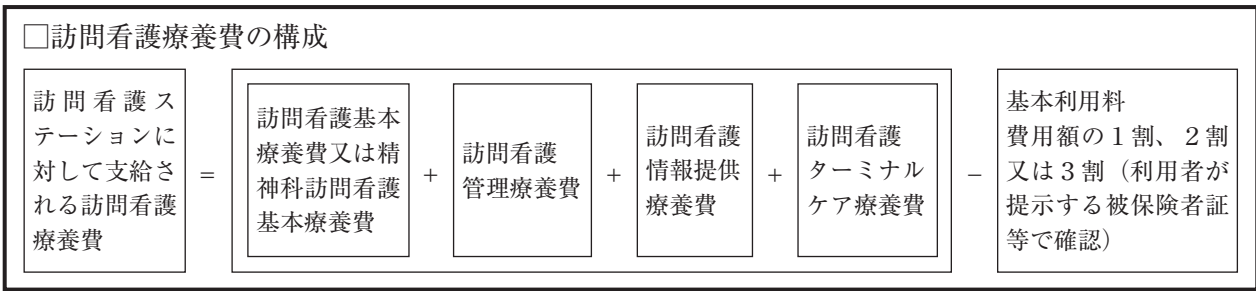 □訪問看護療養費の構成
訪問看護ス
テーションに
対して支給さ
れる訪問看護
療養費
=
訪問看護基本
療養費又は精
神科訪問看護
基本療養費
+
訪問看護
管理療養費
+
訪問看護
情報提供
療養費
+
訪問看護
ターミナル
ケア療養費
−
基本利用料
費用額の1割、2割
又は3割（利用者が
提示する被保険者証
等で確認）